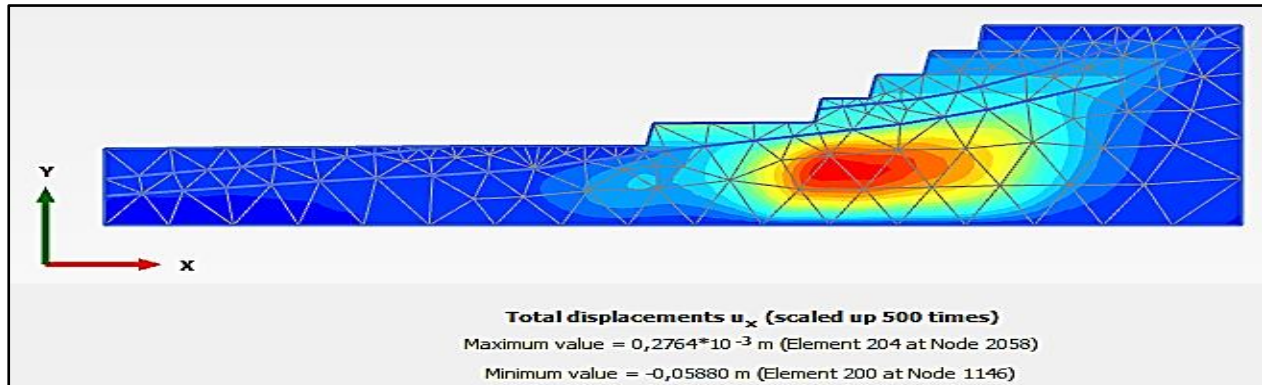 Y
X
Total displacements uₓ (scaled up 500 times)
Maximum value = 0,2764*10 ⁻³ m (Element 204 at Node 2058)
Minimum value = -0,05880 m (Element 200 at Node 1146)